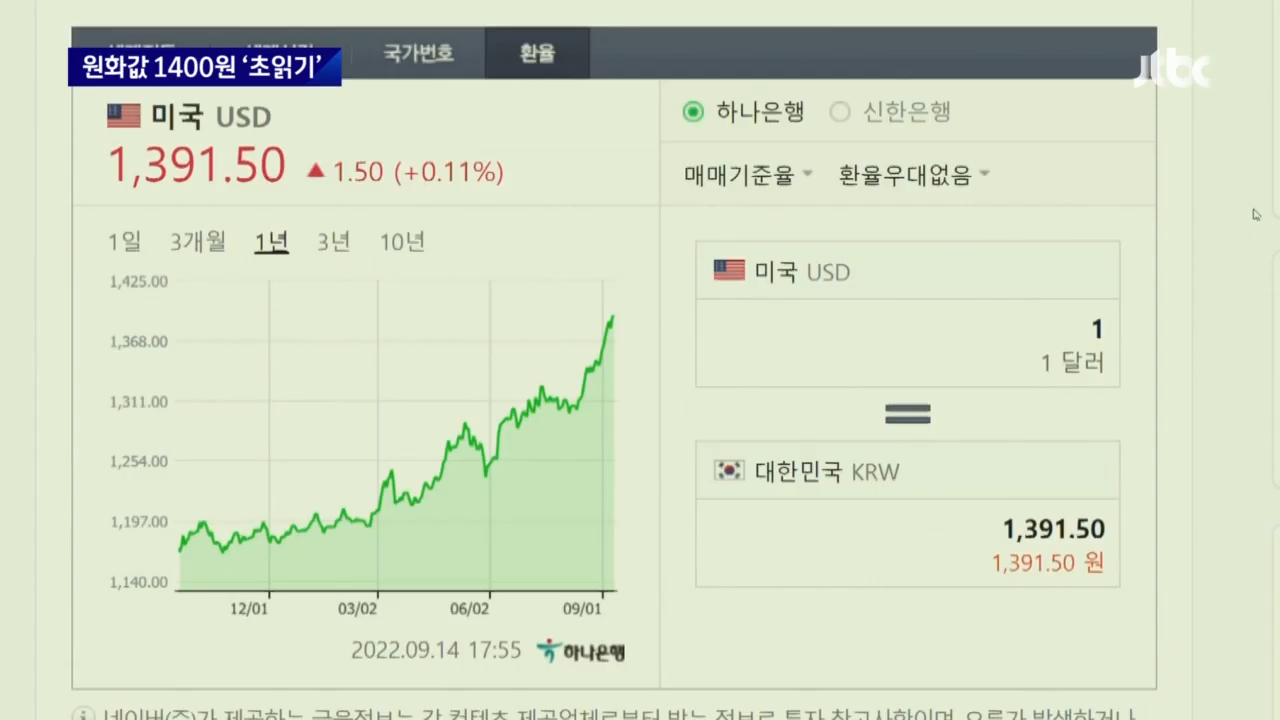 국가번호 환율
원화값 1400원 ‘초읽기’
jtbc
미국 USD
1,391.50 ▲ 1.50 (+0.11%)
하나은행 신한은행
매매기준율 환율우대없음
1일 3개월 1년 3년 10년
1,425.00
1,368.00
1,311.00
1,254.00
1,197.00
1,140.00
12/01 03/02 06/02 09/01
2022.09.14 17:55 하나은행
미국 USD
1
1 달러
대한민국 KRW
1,391.50
1,391.50 원